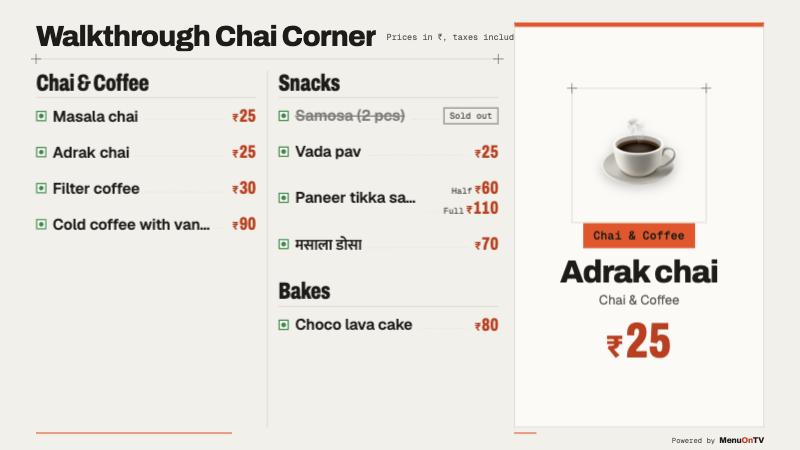 Walkthrough Chai Corner
Prices in ₹, taxes includ
Chai & Coffee
Masala chai ₹25
Adrak chai ₹25
Filter coffee ₹30
Cold coffee with van... ₹90
Snacks
Samosa (2 pcs) Sold out
Vada pav ₹25
Paneer tikka sa... Half ₹60
Full ₹110
मसाला डोसा ₹70
Bakes
Choco lava cake ₹80
Chai & Coffee
Adrak chai
Chai & Coffee
₹25
Powered by MenuOnTV